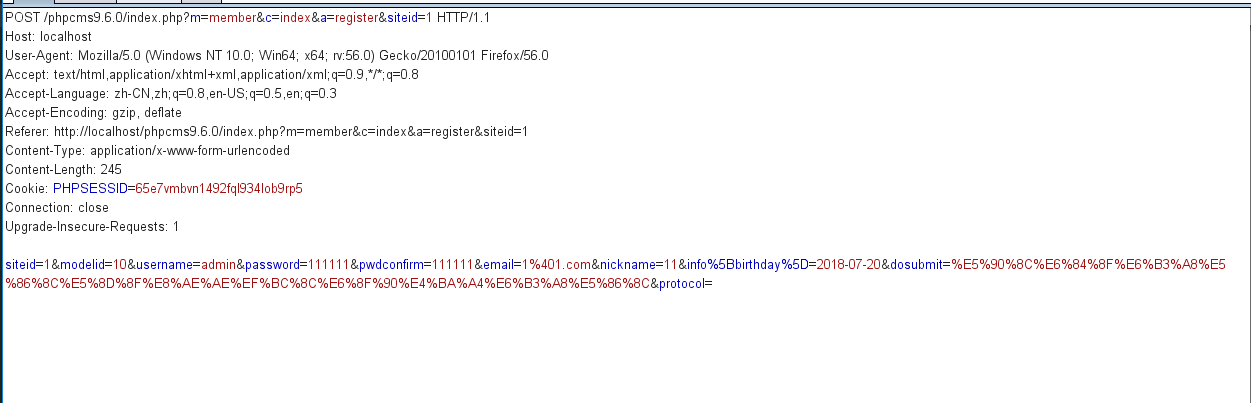 POST /phpcms9.6.0/index.php?m=member&c=index&a=register&siteid=1 HTTP/1.1
Host: localhost
User-Agent: Mozilla/5.0 (Windows NT 10.0; Win64; x64; rv:56.0) Gecko/20100101 Firefox/56.0
Accept: text/html,application/xhtml+xml,application/xml;q=0.9,*/*;q=0.8
Accept-Language: zh-CN,zh;q=0.8,en-US;q=0.5,en;q=0.3
Accept-Encoding: gzip, deflate
Referer: http://localhost/phpcms9.6.0/index.php?m=member&c=index&a=register&siteid=1
Content-Type: application/x-www-form-urlencoded
Content-Length: 245
Cookie: PHPSESSID=65e7vmbvn1492fql934lob9rp5
Connection: close
Upgrade-Insecure-Requests: 1
siteid=1&modelid=10&username=admin&password=111111&pwdconfirm=111111&email=1%401.com&nickname=11&info%5Bbirthday%5D=2018-07-20&dosubmit=%E5%90%8C%E6%84%8F%E6%B3%A8%E5
%86%8C%E5%8D%8F%E8%AE%AE%EF%BC%8C%E6%8F%90%E4%BA%A4%E6%B3%A8%E5%86%8C&protocol=